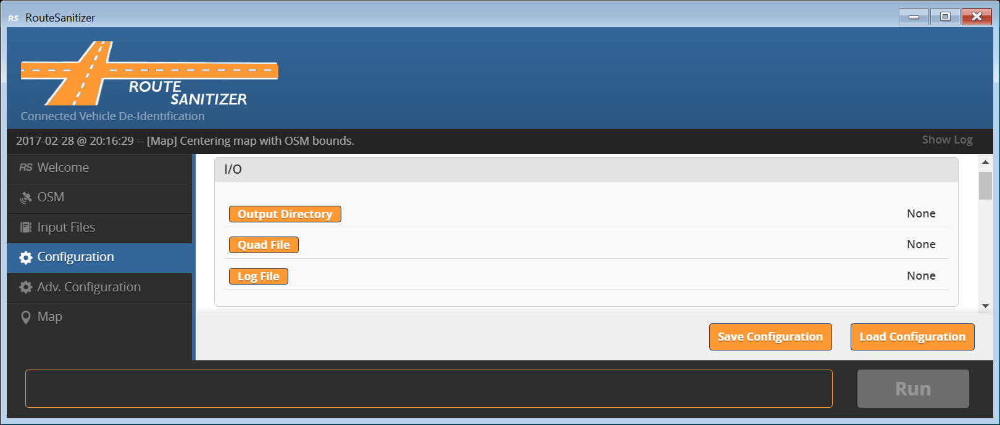 RS RouteSanitizer
ROUTE
SANITIZER
Connected Vehicle De-Identification
2017-02-28 @ 20:16:29 -- [Map] Centering map with OSM bounds.
Show Log
RS Welcome
OSM
Input Files
Configuration
Adv. Configuration
Map
I/O
Output Directory None
Quad File None
Log File None
Save Configuration Load Configuration
Run